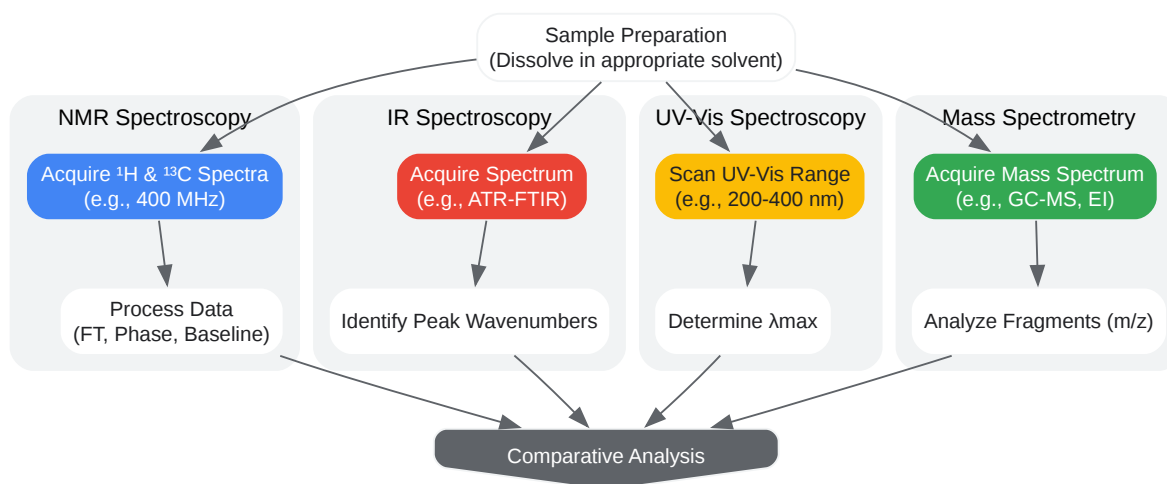 Sample Preparation
(Dissolve in appropriate solvent)
NMR Spectroscopy
IR Spectroscopy
UV-Vis Spectroscopy
Mass Spectrometry
Acquire ¹H & ¹³C Spectra
(e.g., 400 MHz)
Acquire Spectrum
(e.g., ATR-FTIR)
Scan UV-Vis Range
(e.g., 200-400 nm)
Acquire Mass Spectrum
(e.g., GC-MS, EI)
Process Data
(FT, Phase, Baseline)
Identify Peak Wavenumbers
Determine λmax
Analyze Fragments (m/z)
Comparative Analysis